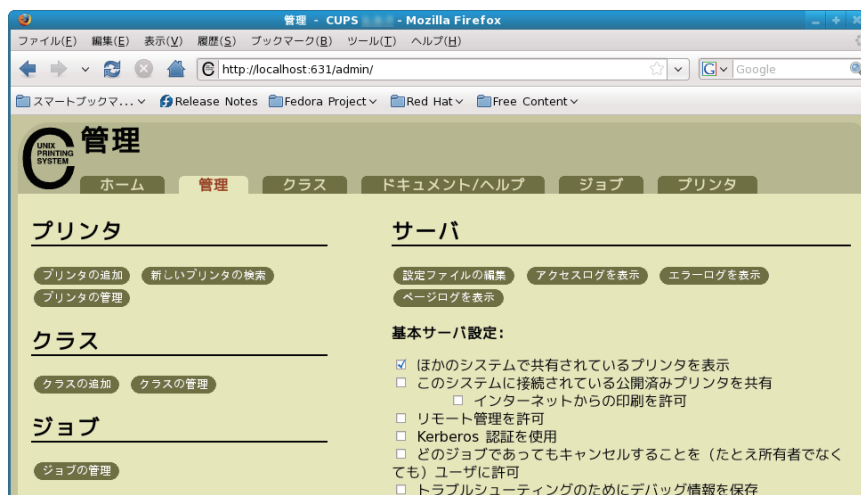 管理 - CUPS - Mozilla Firefox
ファイル(F) 編集(E) 表示(V) 履歴(S) ブックマーク(B) ツール(T) ヘルプ(H)
http://localhost:631/admin/
Google
スマートブックマ... Release Notes Fedora Project Red Hat Free Content
UNIX PRINTING SYSTEM
管理
ホーム 管理 クラス ドキュメント/ヘルプ ジョブ プリンタ
プリンタ
プリンタの追加 新しいプリンタの検索
プリンタの管理
クラス
クラスの追加 クラスの管理
ジョブ
ジョブの管理
サーバ
設定ファイルの編集 アクセスログを表示 エラーログを表示
ページログを表示
基本サーバ設定:
ほかのシステムで共有されているプリンタを表示
このシステムに接続されている公開済みプリンタを共有
インターネットからの印刷を許可
リモート管理を許可
Kerberos 認証を使用
どのジョブであってもキャンセルすることを（たとえ所有者でなく
ても）ユーザに許可
トラブルシューティングのためにデバッグ情報を保存